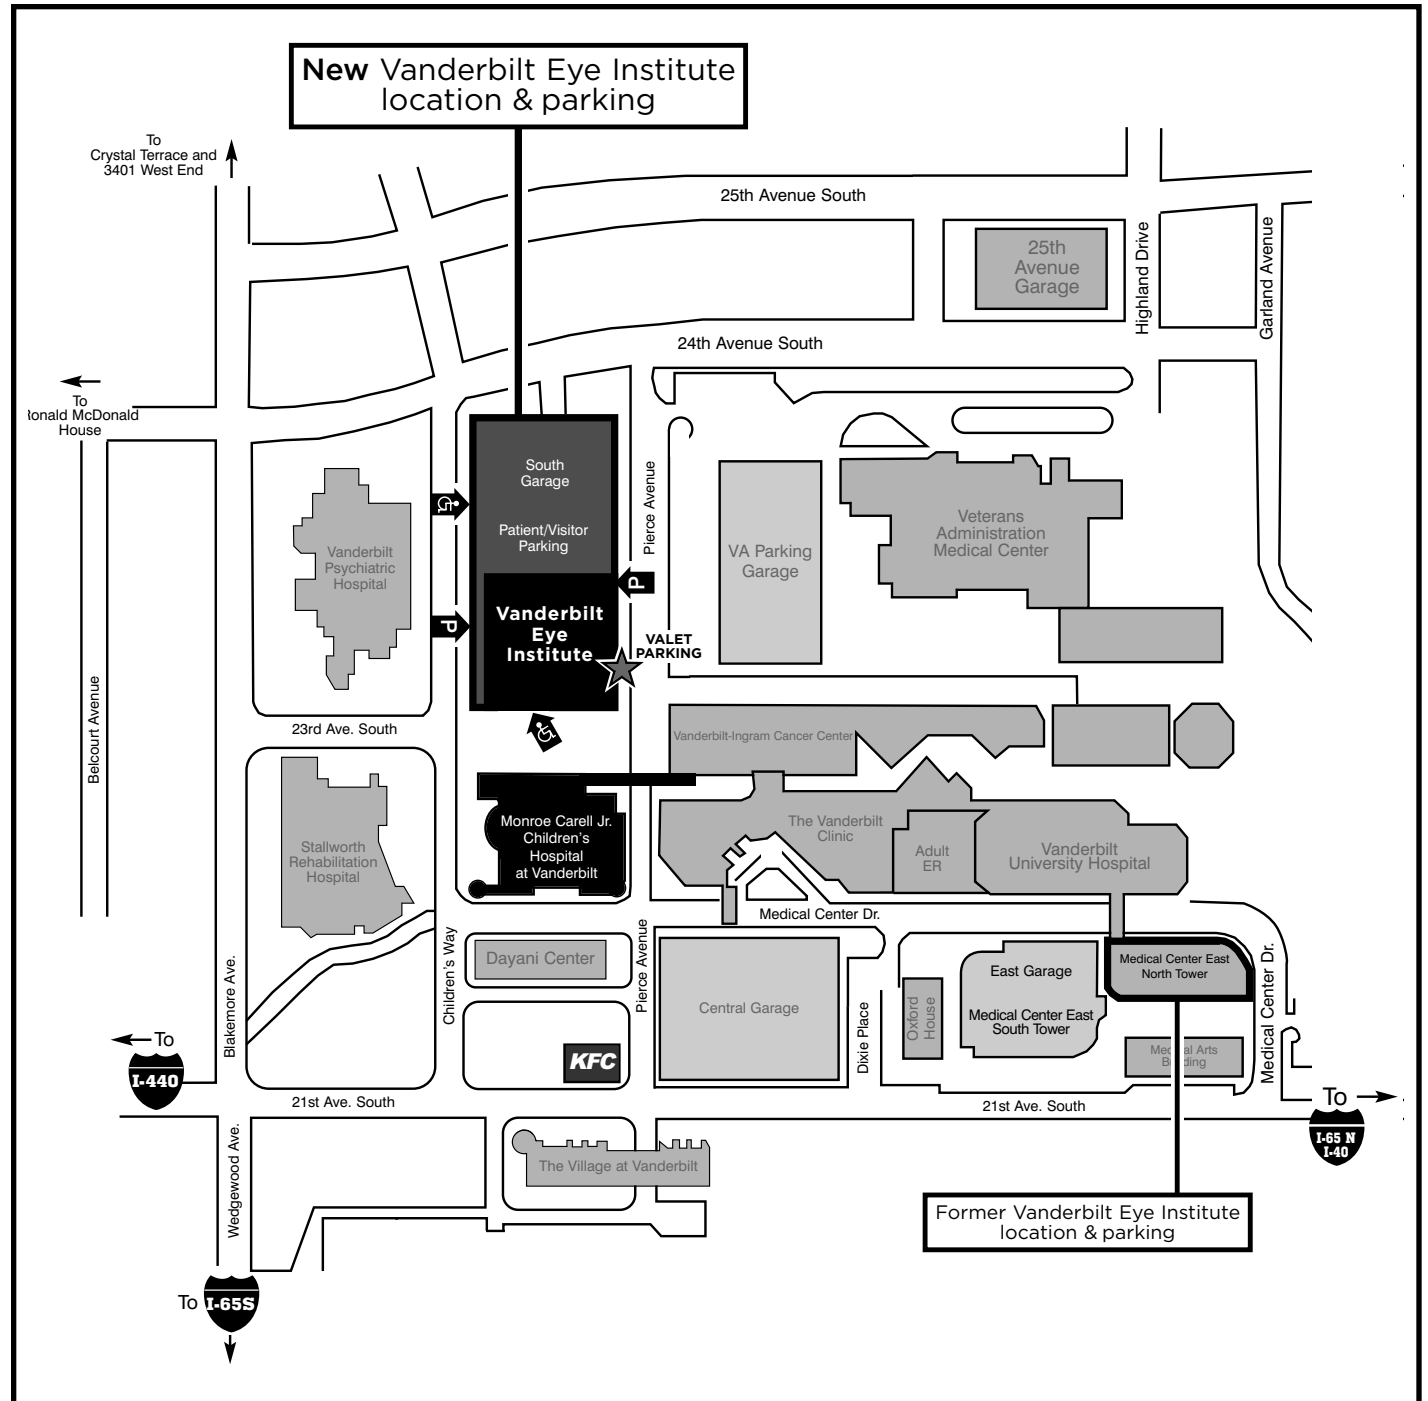 New Vanderbilt Eye Institute
location & parking
To
Crystal Terrace and
3401 West End
25th Avenue South
25th
Avenue
Garage
Highland Drive
Garland Avenue
24th Avenue South
To
onald McDonald
House
South
Garage
Patient/Visitor
Parking
Pierce Avenue
Vanderbilt
Psychiatric
Hospital
VA Parking
Garage
Veterans
Administration
Medical Center
P
P
Vanderbilt
Eye
Institute
VALET
PARKING
Belcourt Avenue
23rd Ave. South
Vanderbilt-Ingram Cancer Center
Monroe Carell Jr.
Children's
Hospital
at Vanderbilt
The Vanderbilt
Clinic
Adult
ER
Vanderbilt
University Hospital
Stallworth
Rehabilitation
Hospital
Medical Center Dr.
Blakemore Ave.
Children's Way
Dayani Center
Pierce Avenue
Central Garage
Dixie Place
Oxford
House
East Garage
Medical Center East
South Tower
Medical Center East
North Tower
Medical Center Dr.
Medical Arts
Building
KFC
To
I-440
21st Ave. South
21st Ave. South
To
I-65 N
I-40
Wedgewood Ave.
The Village at Vanderbilt
Former Vanderbilt Eye Institute
location & parking
To
I-65S